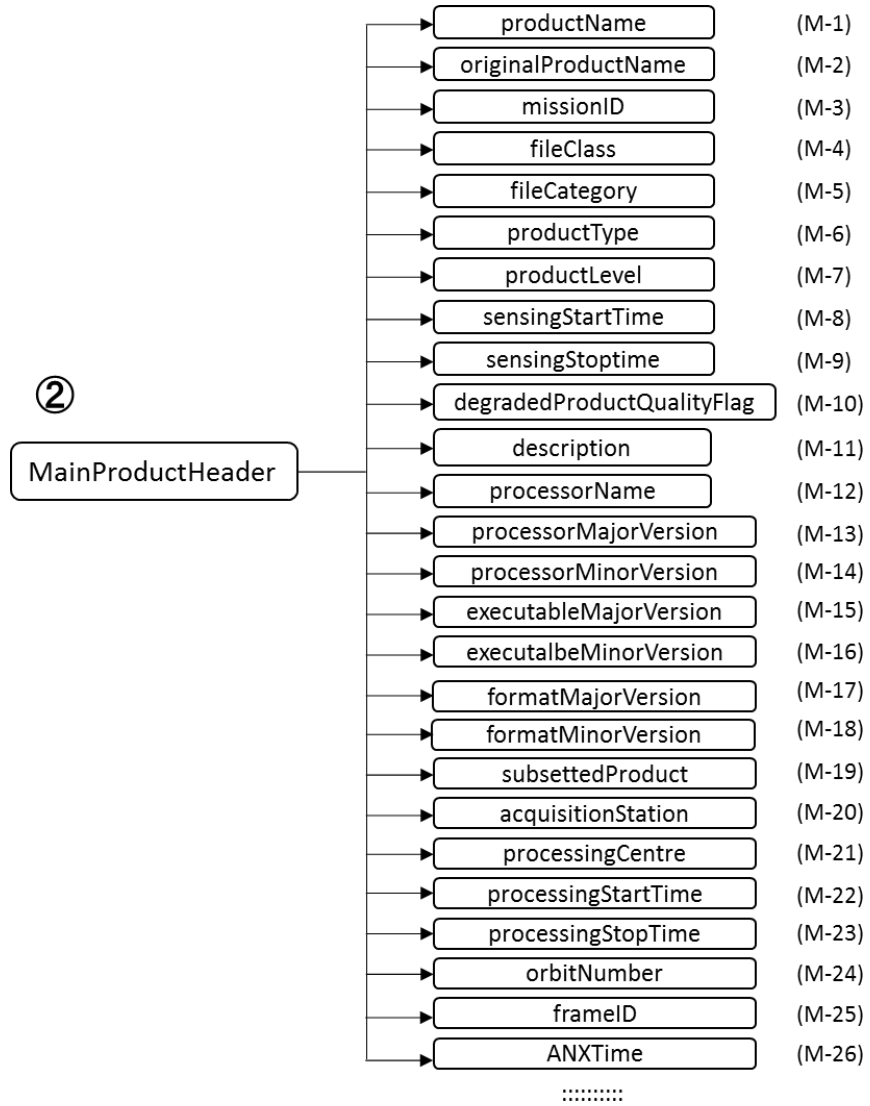 productName (M-1)
originalProductName (M-2)
missionID (M-3)
fileClass (M-4)
fileCategory (M-5)
productType (M-6)
productLevel (M-7)
sensingStartTime (M-8)
sensingStoptime (M-9)
②
degradedProductQualityFlag (M-10)
description (M-11)
MainProductHeader
processorName (M-12)
processorMajorVersion (M-13)
processorMinorVersion (M-14)
executableMajorVersion (M-15)
executalbeMinorVersion (M-16)
formatMajorVersion (M-17)
formatMinorVersion (M-18)
subsettedProduct (M-19)
acquisitionStation (M-20)
processingCentre (M-21)
processingStartTime (M-22)
processingStopTime (M-23)
orbitNumber (M-24)
frameID (M-25)
ANXTime (M-26)
::::::::::